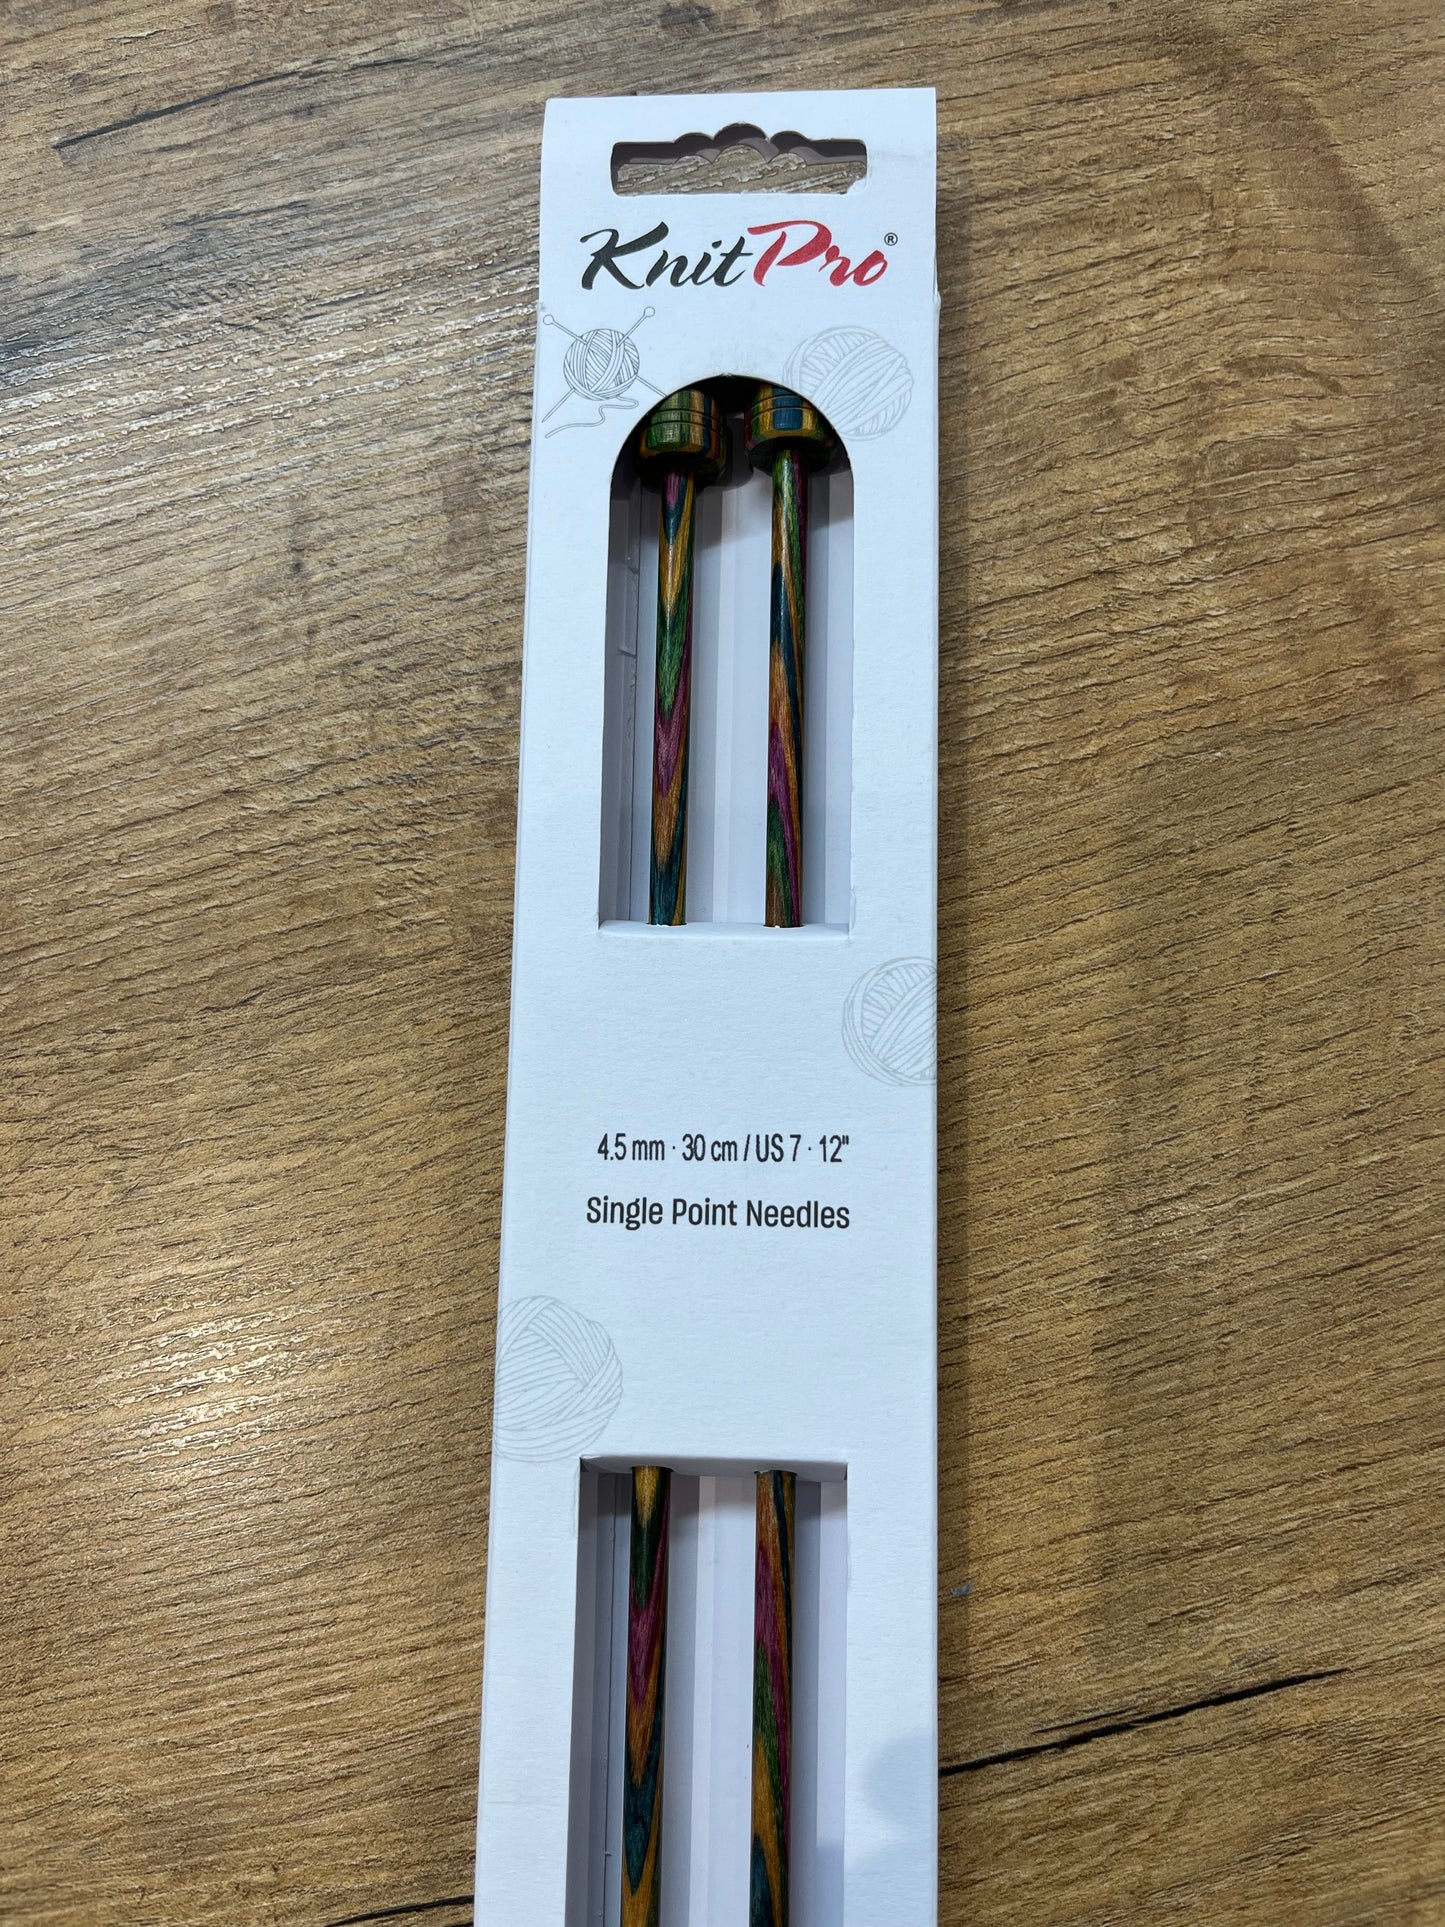 KnitPro®
4.5 mm · 30 cm / US 7 · 12"
Single Point Needles